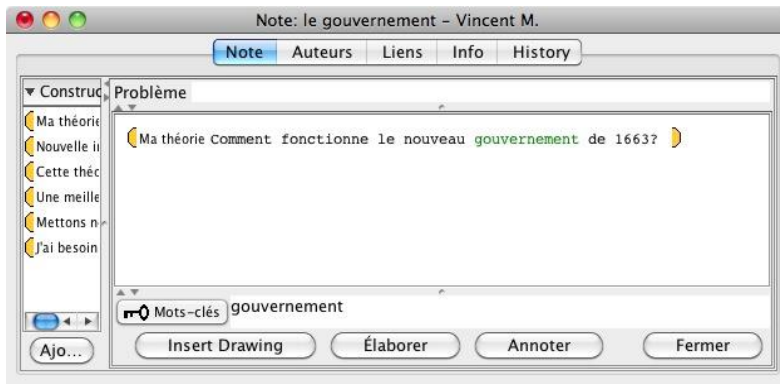 Note: le gouvernement – Vincent M.
Note Auteurs Liens Info History
▼ Construc
Ma théorie
Nouvelle i
Cette théc
Une meille
Mettons n
J'ai besoin
Ajo...
Problème
Ma théorie Comment fonctionne le nouveau gouvernement de 1663?
Mots-clés gouvernement
Insert Drawing Élaborer Annoter Fermer